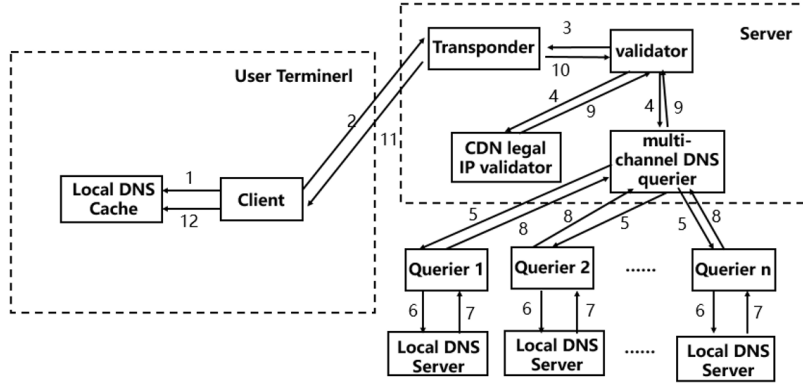 3
Transponder
validator
Server
10
User Terminerl
4
9
4
9
2
11
CDN legal
IP validator
multi-
channel DNS
querier
1
Local DNS
Cache
Client
12
5
8
8
5
5
8
Querier 1
Querier 2
......
Querier n
6
7
6
7
6
7
Local DNS
Server
Local DNS
Server
......
Local DNS
Server